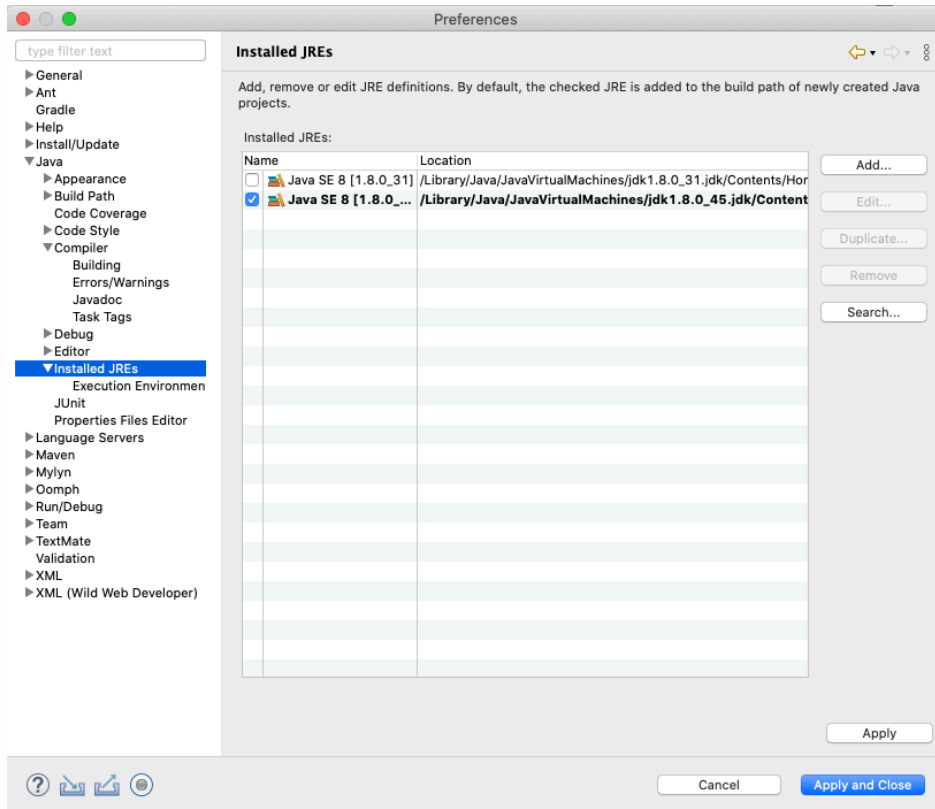 Preferences
type filter text
General
Ant
Gradle
Help
Install/Update
Java
Appearance
Build Path
Code Coverage
Code Style
Compiler
Building
Errors/Warnings
Javadoc
Task Tags
Debug
Editor
Installed JREs
Execution Environmen
JUnit
Properties Files Editor
Language Servers
Maven
Mylyn
Oomph
Run/Debug
Team
TextMate
Validation
XML
XML (Wild Web Developer)
Installed JREs
Add, remove or edit JRE definitions. By default, the checked JRE is added to the build path of newly created Java
projects.
Installed JREs:
Name Location
Java SE 8 [1.8.0_31] /Library/Java/JavaVirtualMachines/jdk1.8.0_31.jdk/Contents/Hor
Java SE 8 [1.8.0_... /Library/Java/JavaVirtualMachines/jdk1.8.0_45.jdk/Content
Add...
Edit...
Duplicate...
Remove
Search...
Apply
?
Cancel
Apply and Close